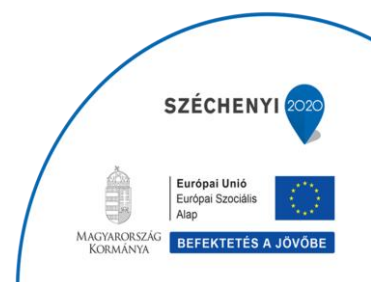 SZÉCHENYI 2020
Európai Unió
Európai Szociális
Alap
MAGYARORSZÁG
KORMÁNYA
BEFEKTETÉS A JÖVŐBE